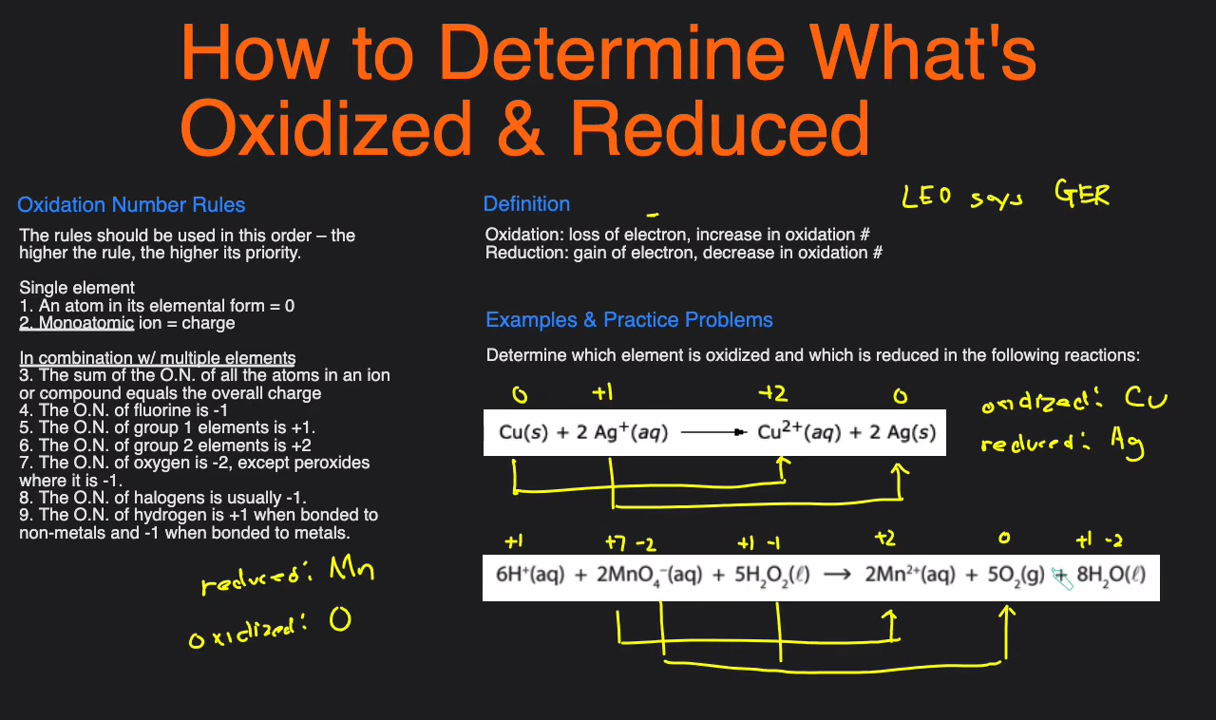 How to Determine What's
Oxidized & Reduced
Oxidation Number Rules
The rules should be used in this order – the
higher the rule, the higher its priority.
Single element
1. An atom in its elemental form = 0
2. Monoatomic ion = charge
In combination w/ multiple elements
3. The sum of the O.N. of all the atoms in an ion
or compound equals the overall charge
4. The O.N. of fluorine is -1
5. The O.N. of group 1 elements is +1.
6. The O.N. of group 2 elements is +2
7. The O.N. of oxygen is -2, except peroxides
where it is -1.
8. The O.N. of halogens is usually -1.
9. The O.N. of hydrogen is +1 when bonded to
non-metals and -1 when bonded to metals.
reduced: Mn
oxidized: O
LEO says GER
Definition
Oxidation: loss of electron, increase in oxidation #
Reduction: gain of electron, decrease in oxidation #
Examples & Practice Problems
Determine which element is oxidized and which is reduced in the following reactions:
0 +1 +2 0
Cu(s) + 2 Ag⁺(aq) ⟶ Cu²⁺(aq) + 2 Ag(s)
oxidized: Cu
reduced: Ag
+1 +7 -2 +1 -1 +2 0 +1 -2
6H⁺(aq) + 2MnO₄⁻(aq) + 5H₂O₂(ℓ) ⟶ 2Mn²⁺(aq) + 5O₂(g) + 8H₂O(ℓ)